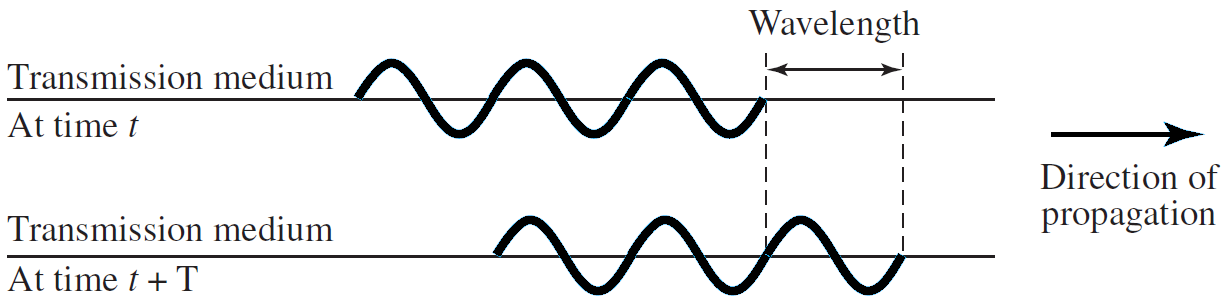 Wavelength
Transmission medium
At time t
Direction of
propagation
Transmission medium
At time t + T